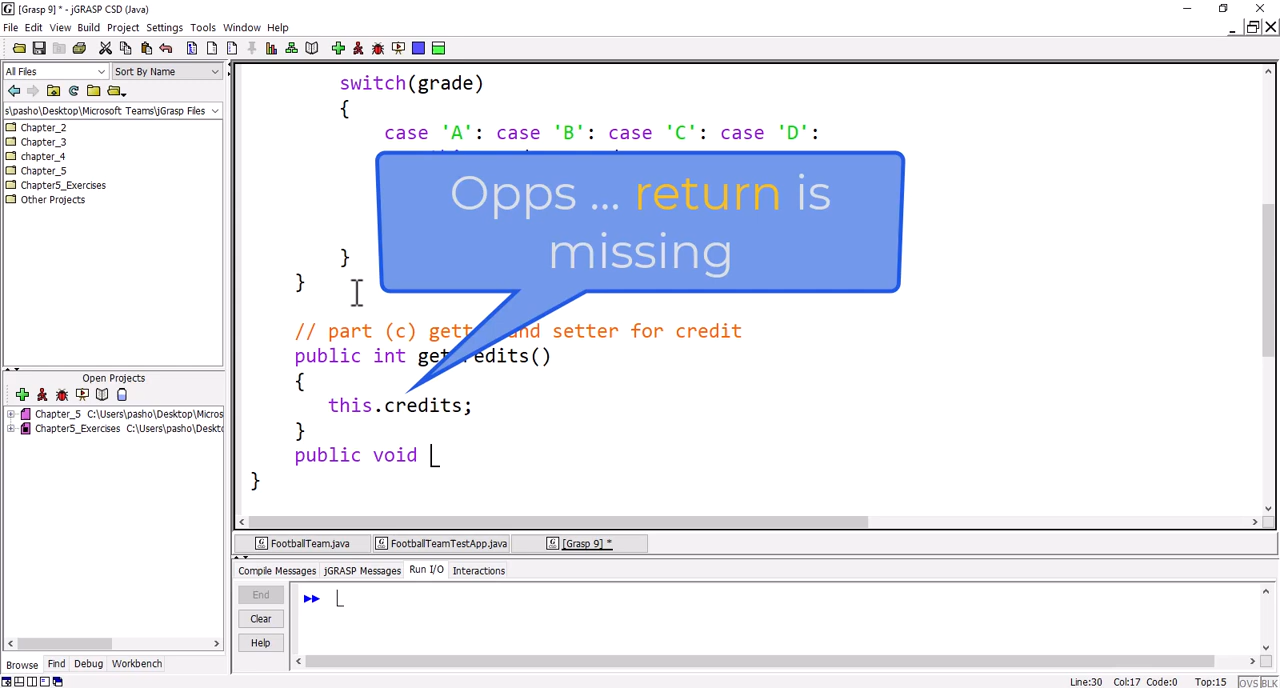 [Grasp 9] * - jGRASP CSD (Java)
File Edit View Build Project Settings Tools Window Help
All Files
Sort By Name
s\pasho\Desktop\Microsoft Teams\jGrasp Files
Chapter_2
Chapter_3
chapter_4
Chapter_5
Chapter5_Exercises
Other Projects
Open Projects
Chapter_5 C:\Users\pasho\Desktop\Micros
Chapter5_Exercises C:\Users\pasho\Deskto
Browse Find Debug Workbench
switch(grade)
{
case 'A': case 'B': case 'C': case 'D':
Opps ... return is
missing
}
}
// part (c) getter and setter for credit
public int getCredits()
{
this.credits;
}
public void
}
FootballTeam.java
FootballTeamTestApp.java
[Grasp 9] *
Compile Messages jGRASP Messages Run I/O Interactions
End
Clear
Help
Line:30 Col:17 Code:0 Top:15 OVS BLK